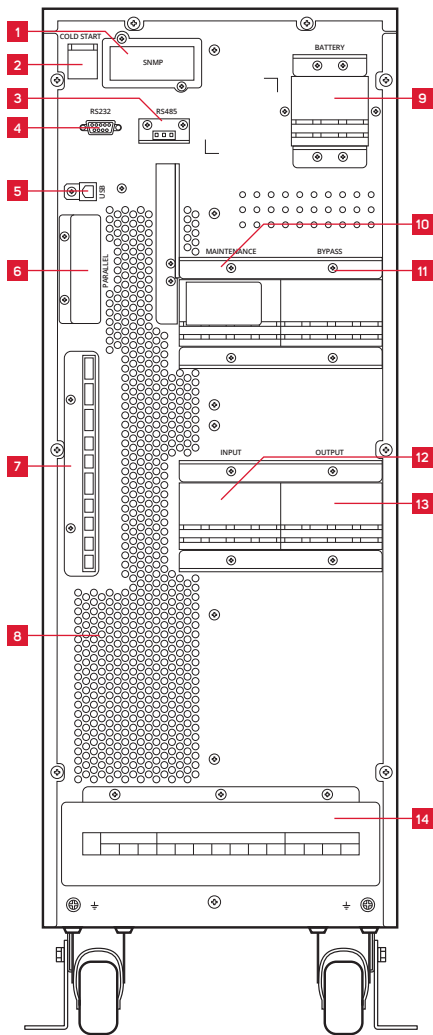 1
COLD START
BATTERY
2
SNMP
3
RS232
RS485
9
4
5
USB
10
6
PARALLEL
MAINTENANCE
BYPASS
11
7
INPUT
OUTPUT
12
13
8
14